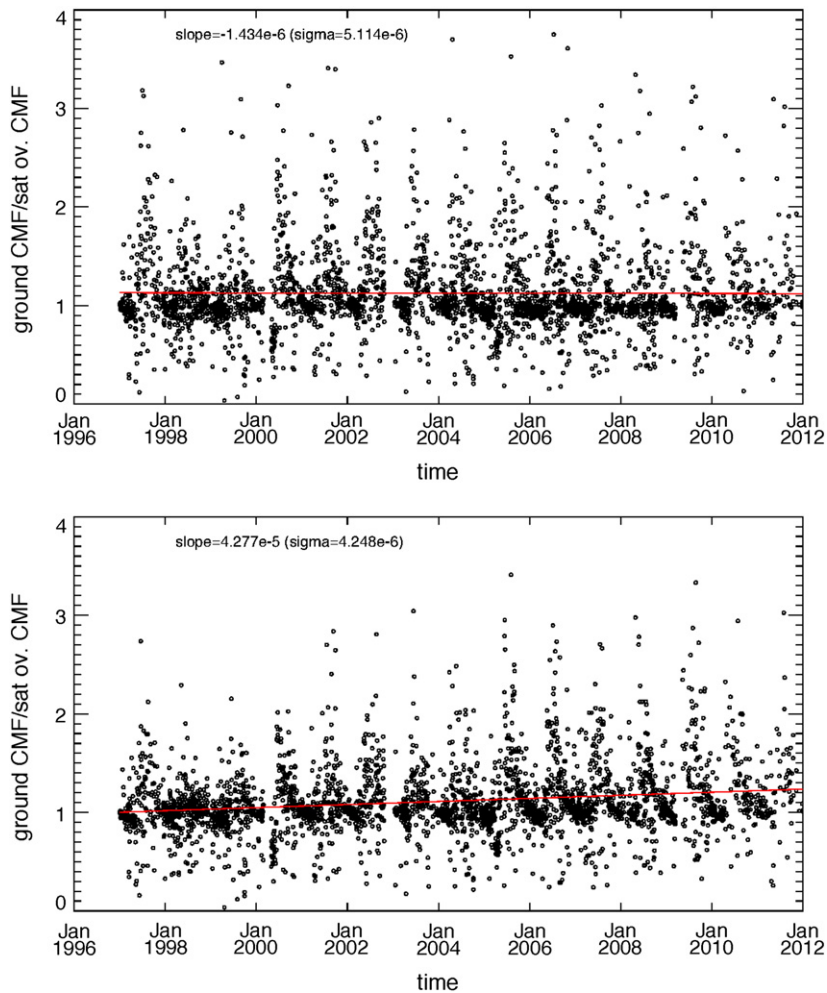 4
slope=-1.434e-6 (sigma=5.114e-6)
3
2
1
0
ground CMF/sat ov. CMF
Jan Jan Jan Jan Jan Jan Jan Jan Jan
1996 1998 2000 2002 2004 2006 2008 2010 2012
time
4
slope=4.277e-5 (sigma=4.248e-6)
3
2
1
0
ground CMF/sat ov. CMF
Jan Jan Jan Jan Jan Jan Jan Jan Jan
1996 1998 2000 2002 2004 2006 2008 2010 2012
time